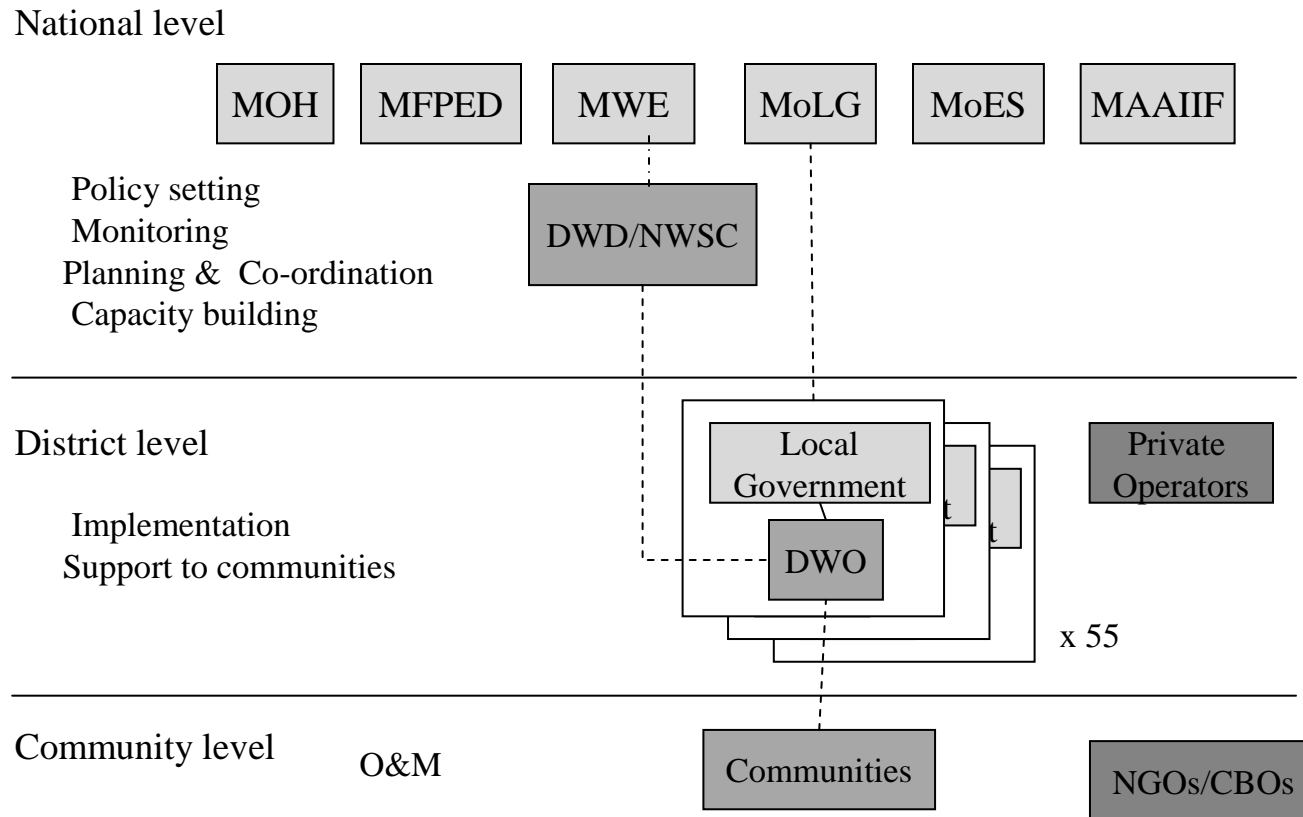 National level
MOH
MFPED
MWE
MoLG
MoES
MAAIIF
Policy setting
Monitoring
Planning & Co-ordination
Capacity building
DWD/NWSC
District level
Local
Government
t
t
Private
Operators
Implementation
Support to communities
DWO
x 55
Community level
O&M
Communities
NGOs/CBOs